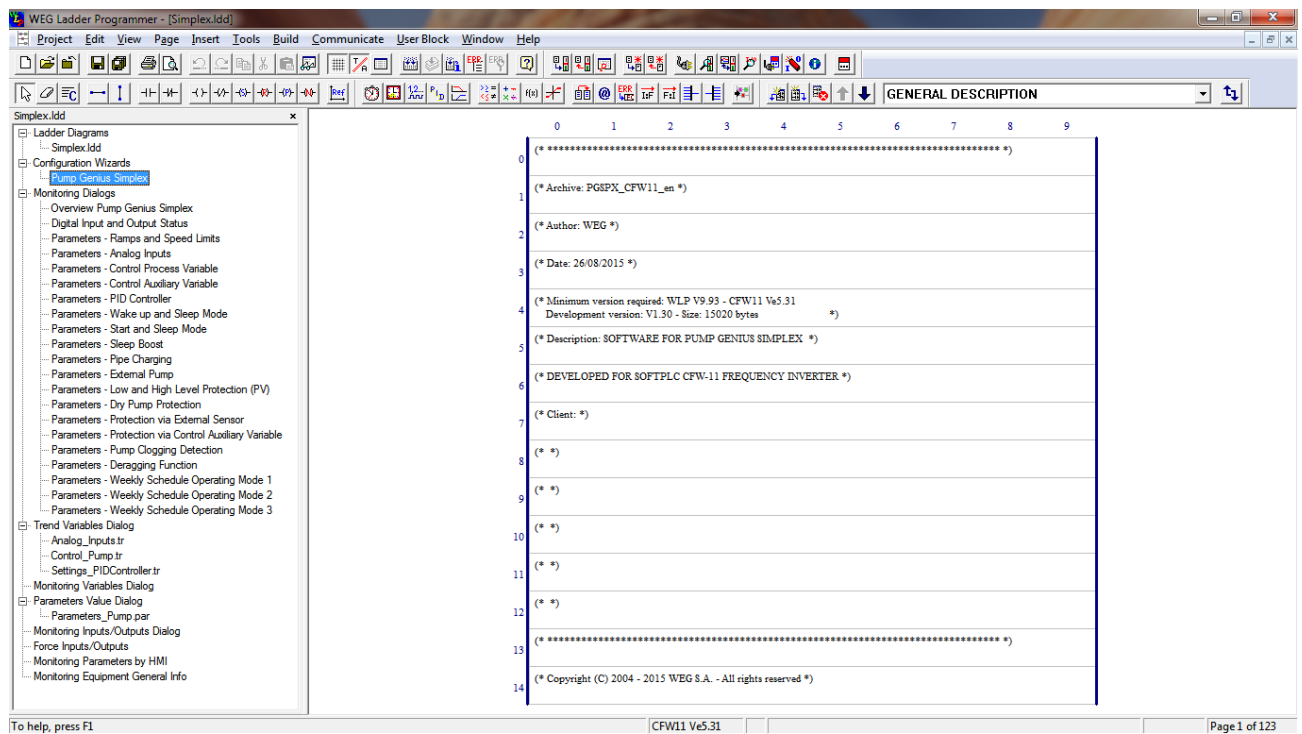 WEG Ladder Programmer - [Simplex.ldd]
Project Edit View Page Insert Tools Build Communicate User Block Window Help
GENERAL DESCRIPTION
Simplex.ldd
Ladder Diagrams
Simplex.ldd
Configuration Wizards
Pump Genius Simplex
Monitoring Dialogs
Overview Pump Genius Simplex
Digital Input and Output Status
Parameters - Ramps and Speed Limits
Parameters - Analog Inputs
Parameters - Control Process Variable
Parameters - Control Auxiliary Variable
Parameters - PID Controller
Parameters - Wake up and Sleep Mode
Parameters - Start and Sleep Mode
Parameters - Sleep Boost
Parameters - Pipe Charging
Parameters - External Pump
Parameters - Low and High Level Protection (PV)
Parameters - Dry Pump Protection
Parameters - Protection via External Sensor
Parameters - Protection via Control Auxiliary Variable
Parameters - Pump Clogging Detection
Parameters - Deragging Function
Parameters - Weekly Schedule Operating Mode 1
Parameters - Weekly Schedule Operating Mode 2
Parameters - Weekly Schedule Operating Mode 3
Trend Variables Dialog
Analog_Inputs.tr
Control_Pump.tr
Settings_PIDController.tr
Monitoring Variables Dialog
Parameters Value Dialog
Parameters_Pump.par
Monitoring Inputs/Outputs Dialog
Force Inputs/Outputs
Monitoring Parameters by HMI
Monitoring Equipment General Info
0 1 2 3 4 5 6 7 8 9
0 (* ******************************************************************************** *)
1 (* Archive: PGSPX_CFW11_en *)
2 (* Author: WEG *)
3 (* Date: 26/08/2015 *)
4 (* Minimum version required: WLP V9.93 - CFW11 Ve5.31
Development version: V1.30 - Size: 15020 bytes *)
5 (* Description: SOFTWARE FOR PUMP GENIUS SIMPLEX *)
6 (* DEVELOPED FOR SOFTPLC CFW-11 FREQUENCY INVERTER *)
7 (* Client: *)
8 (* *)
9 (* *)
10 (* *)
11 (* *)
12 (* *)
13 (* ******************************************************************************** *)
14 (* Copyright (C) 2004 - 2015 WEG S.A. - All rights reserved *)
To help, press F1
CFW11 Ve5.31
Page 1 of 123